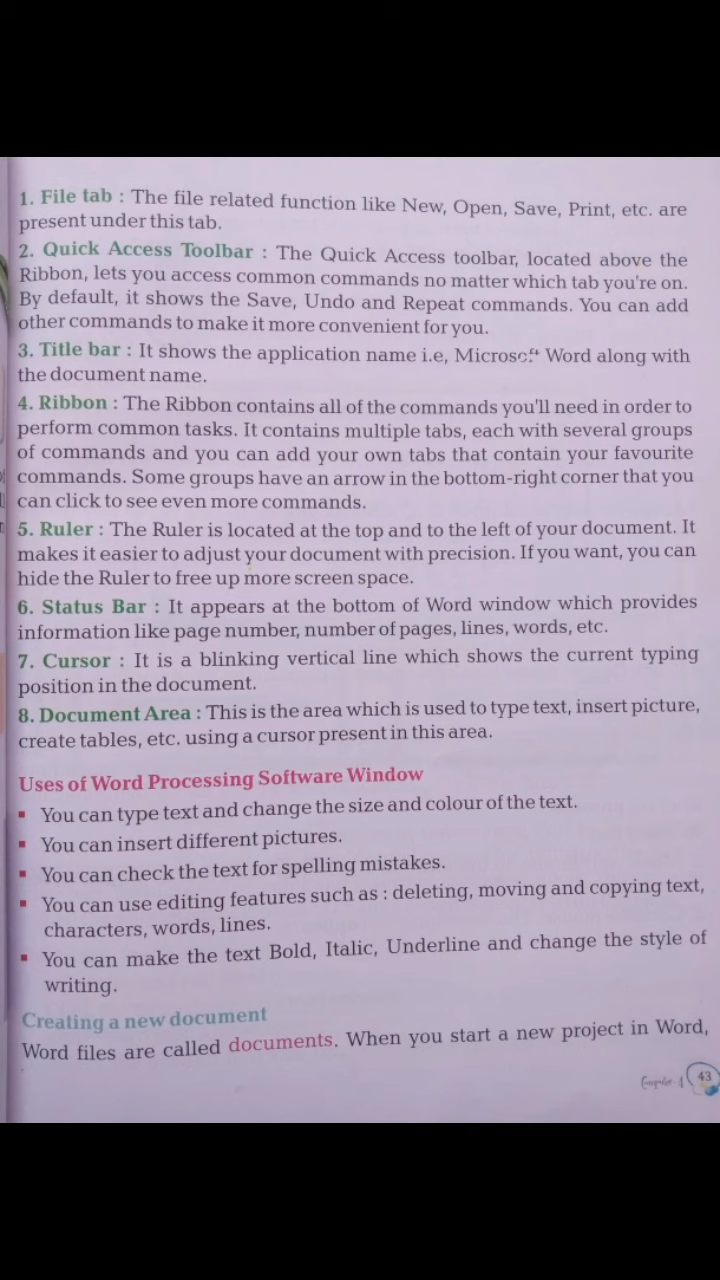 1. File tab : The file related function like New, Open, Save, Print, etc. are
present under this tab.
2. Quick Access Toolbar : The Quick Access toolbar, located above the
Ribbon, lets you access common commands no matter which tab you're on.
By default, it shows the Save, Undo and Repeat commands. You can add
other commands to make it more convenient for you.
3. Title bar : It shows the application name i.e, Microsoft Word along with
the document name.
4. Ribbon : The Ribbon contains all of the commands you'll need in order to
perform common tasks. It contains multiple tabs, each with several groups
of commands and you can add your own tabs that contain your favourite
commands. Some groups have an arrow in the bottom-right corner that you
can click to see even more commands.
5. Ruler : The Ruler is located at the top and to the left of your document. It
makes it easier to adjust your document with precision. If you want, you can
hide the Ruler to free up more screen space.
6. Status Bar : It appears at the bottom of Word window which provides
information like page number, number of pages, lines, words, etc.
7. Cursor : It is a blinking vertical line which shows the current typing
position in the document.
8. Document Area : This is the area which is used to type text, insert picture,
create tables, etc. using a cursor present in this area.
Uses of Word Processing Software Window
▪ You can type text and change the size and colour of the text.
▪ You can insert different pictures.
▪ You can check the text for spelling mistakes.
▪ You can use editing features such as : deleting, moving and copying text,
characters, words, lines.
▪ You can make the text Bold, Italic, Underline and change the style of
writing.
Creating a new document
Word files are called documents. When you start a new project in Word,
43